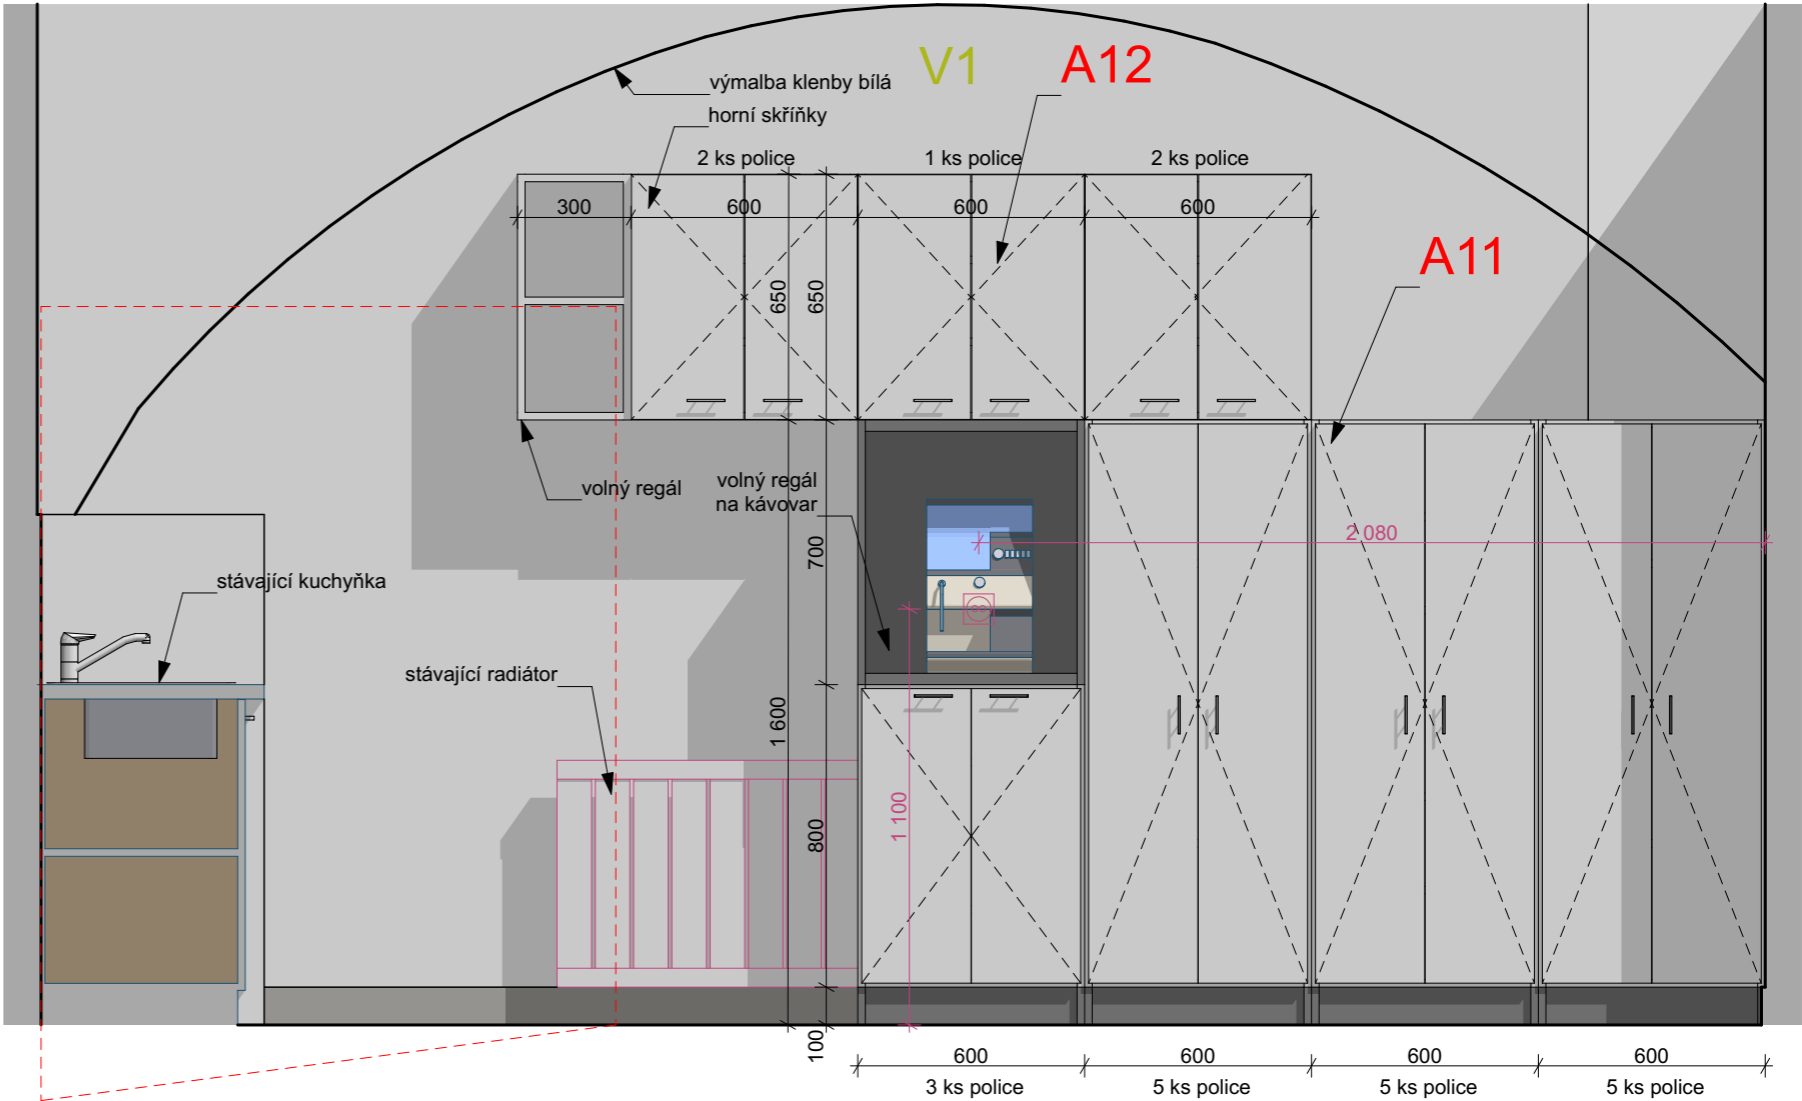 V1
A12
výmalba klenby bílá
horní skříňky
2 ks police
1 ks police
2 ks police
300
600
600
600
A11
650
650
volný regál
volný regál
na kávovar
2 080
700
stávající kuchyňka
stávající radiátor
1 600
1 100
800
100
600
600
600
600
3 ks police
5 ks police
5 ks police
5 ks police